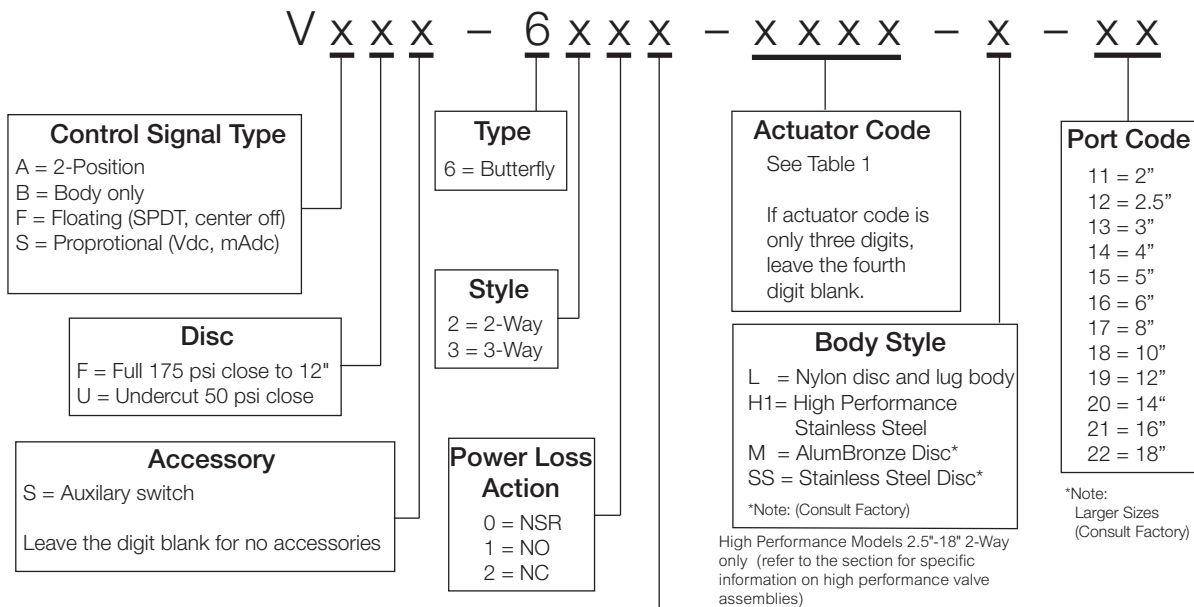 V x x x - 6 x x x - x x x x - x - x x
Control Signal Type
A = 2-Position
B = Body only
F = Floating (SPDT, center off)
S = Proprotional (Vdc, mAdc)
Disc
F = Full 175 psi close to 12"
U = Undercut 50 psi close
Accessory
S = Auxilary switch
Leave the digit blank for no accessories
Type
6 = Butterfly
Style
2 = 2-Way
3 = 3-Way
Power Loss
Action
0 = NSR
1 = NO
2 = NC
Actuator Code
See Table 1
If actuator code is
only three digits,
leave the fourth
digit blank.
Body Style
L = Nylon disc and lug body
H1= High Performance
Stainless Steel
M = AlumBronze Disc*
SS = Stainless Steel Disc*
*Note: (Consult Factory)
High Performance Models 2.5"-18" 2-Way
only (refer to the section for specific
information on high performance valve
assemblies)
Port Code
11 = 2”
12 = 2.5”
13 = 3”
14 = 4”
15 = 5”
16 = 6”
17 = 8”
18 = 10”
19 = 12”
20 = 14“
21 = 16”
22 = 18”
*Note:
Larger Sizes
(Consult Factory)